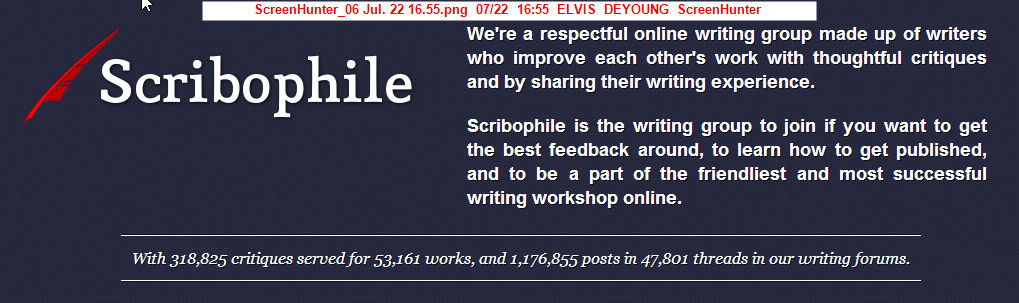 ScreenHunter_06 Jul. 22 16.55.png 07/22 16:55 ELVIS DEYOUNG ScreenHunter
Scribophile
We're a respectful online writing group made up of writers
who improve each other's work with thoughtful critiques
and by sharing their writing experience.
Scribophile is the writing group to join if you want to get
the best feedback around, to learn how to get published,
and to be a part of the friendliest and most successful
writing workshop online.
With 318,825 critiques served for 53,161 works, and 1,176,855 posts in 47,801 threads in our writing forums.